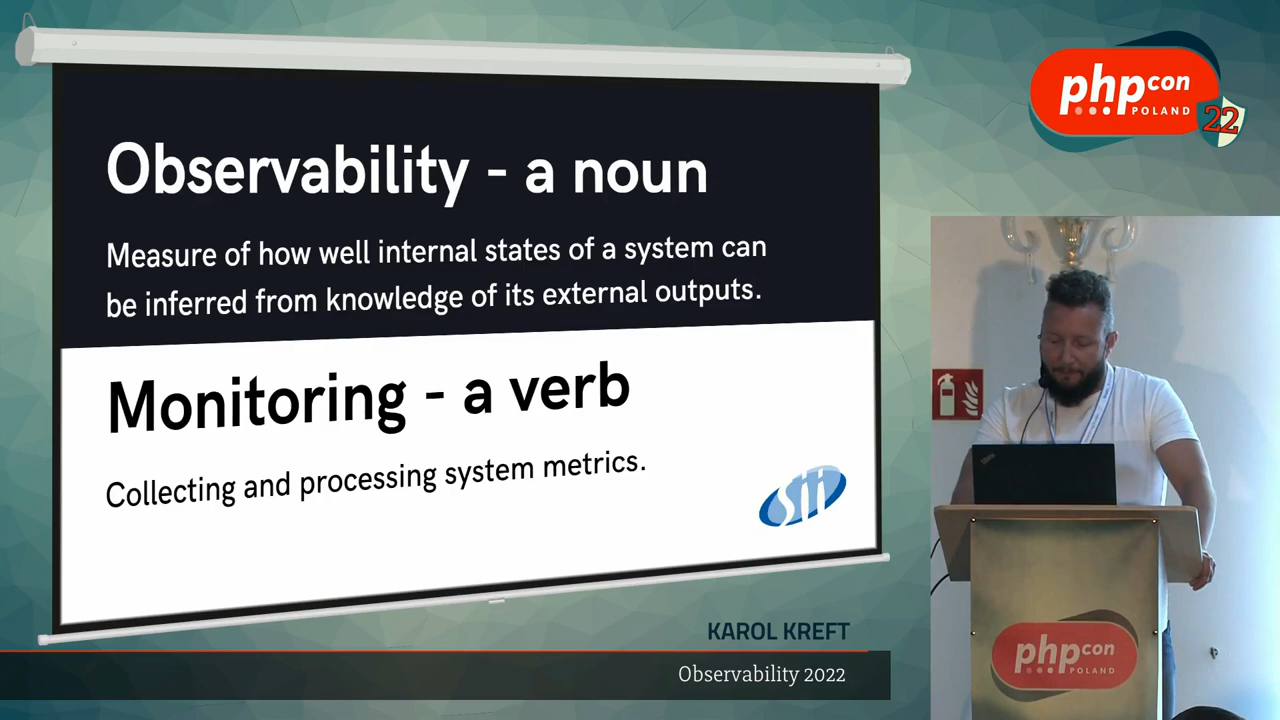 Observability - a noun
Measure of how well internal states of a system can
be inferred from knowledge of its external outputs.
Monitoring - a verb
Collecting and processing system metrics.
sii
KAROL KREFT
Observability 2022
php con
POLAND
22
php con
POLAND